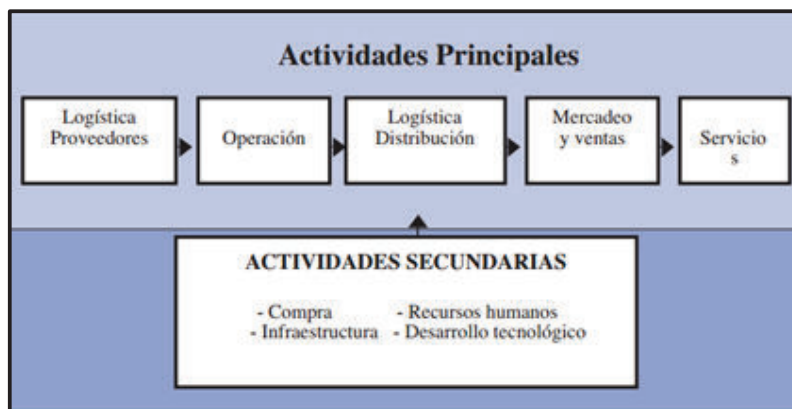 Actividades Principales
Logística
Proveedores
Operación
Logística
Distribución
Mercadeo
y ventas
Servicio
s
ACTIVIDADES SECUNDARIAS
- Compra - Recursos humanos
- Infraestructura - Desarrollo tecnológico